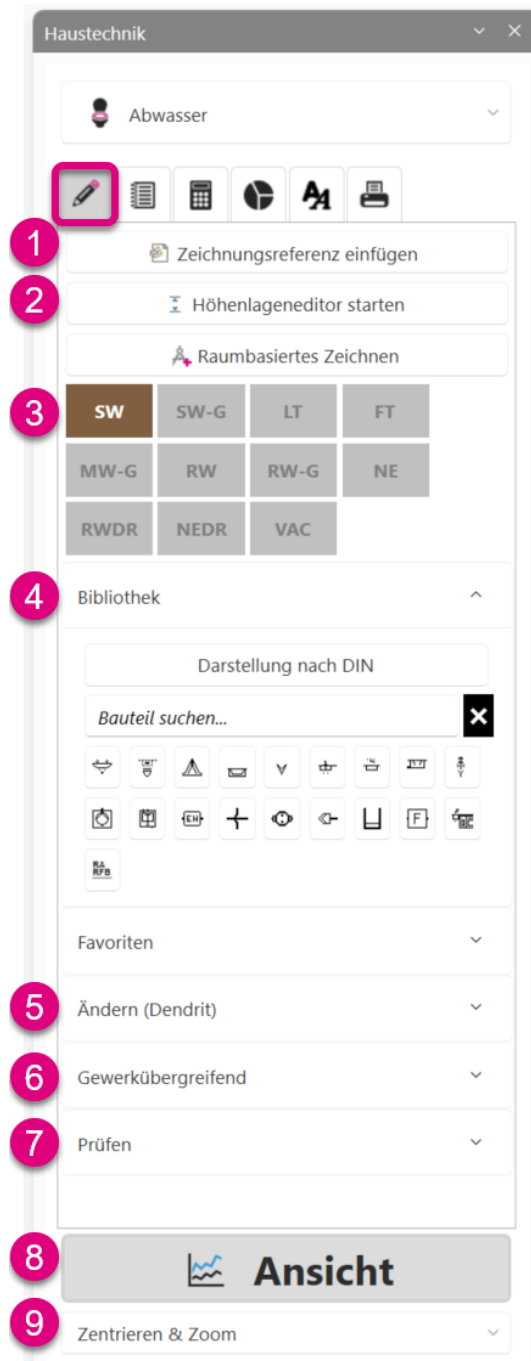 Haustechnik
Abwasser
1 Zeichnungsreferenz einfügen
2 Höhenlageneditor starten
Raumbasiertes Zeichnen
3 SW SW-G LT FT
MW-G RW RW-G NE
RWDR NEDR VAC
4 Bibliothek
Darstellung nach DIN
Bauteil suchen...
EH F
RA
RFB
Favoriten
5 Ändern (Dendrit)
6 Gewerkübergreifend
7 Prüfen
8 Ansicht
9 Zentrieren & Zoom